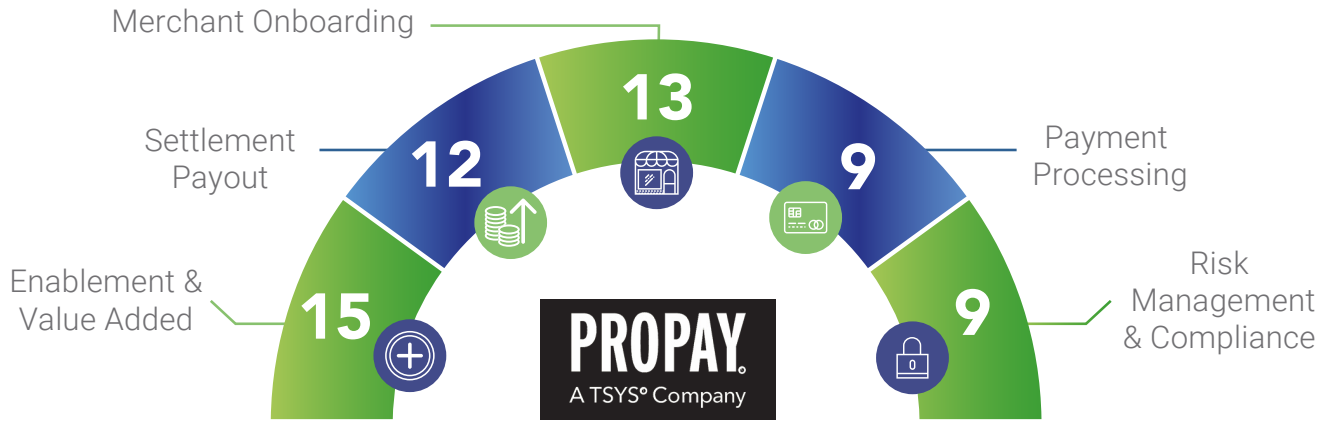 Merchant Onboarding
13
Settlement
Payout
12
9
Payment
Processing
Enablement &
Value Added
15
9
Risk
Management
& Compliance
0
PROPAY®
A TSYS® Company